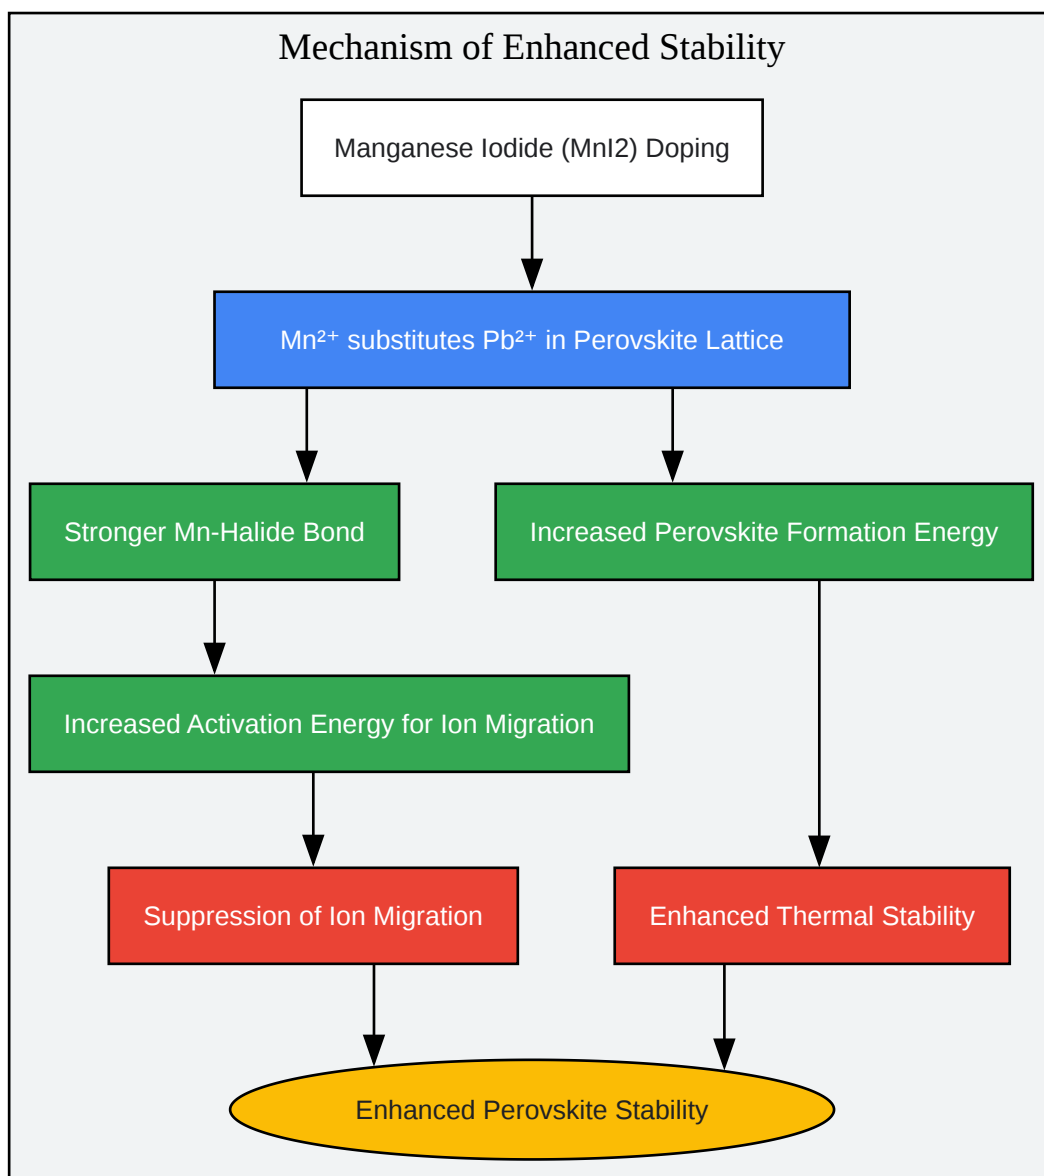 Mechanism of Enhanced Stability
Manganese Iodide (MnI2) Doping
Mn²⁺ substitutes Pb²⁺ in Perovskite Lattice
Stronger Mn-Halide Bond
Increased Perovskite Formation Energy
Increased Activation Energy for Ion Migration
Suppression of Ion Migration
Enhanced Thermal Stability
Enhanced Perovskite Stability